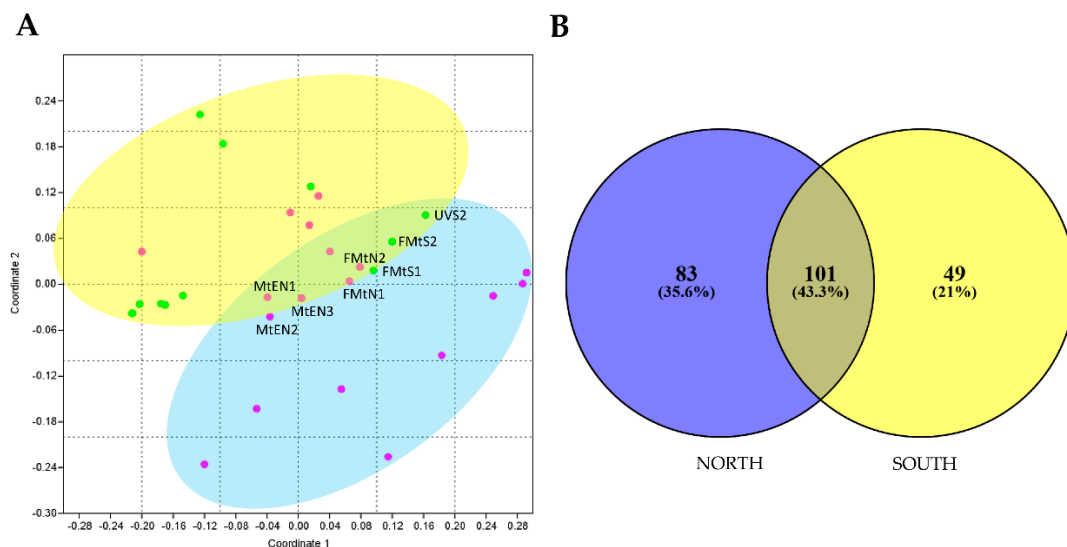 A
B
0.24
0.18
0.12
0.06
0.00
-0.06
-0.12
-0.18
-0.24
-0.30
Coordinate 2
UVS2
FMtS2
FMtN2
FMtS1
FMtN1
MtEN1
MtEN3
MtEN2
-0.28 -0.24 -0.20 -0.16 -0.12 -0.08 -0.04 0.00 0.04 0.08 0.12 0.16 0.20 0.24 0.28
Coordinate 1
83 101 49
(35.6%) (43.3%) (21%)
NORTH SOUTH